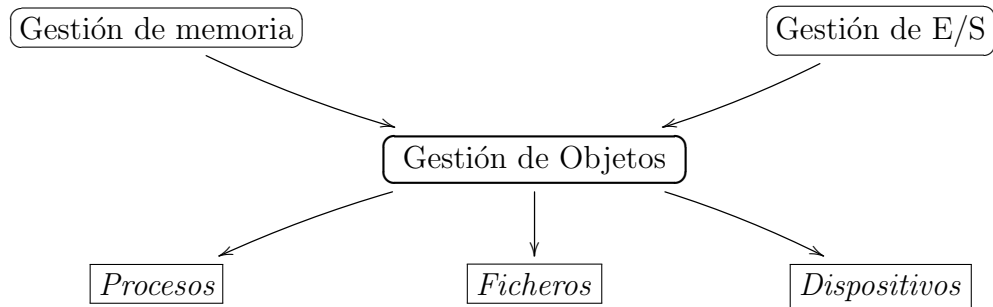 Gestión de memoria
Gestión de E/S
Gestión de Objetos
Procesos
Ficheros
Dispositivos